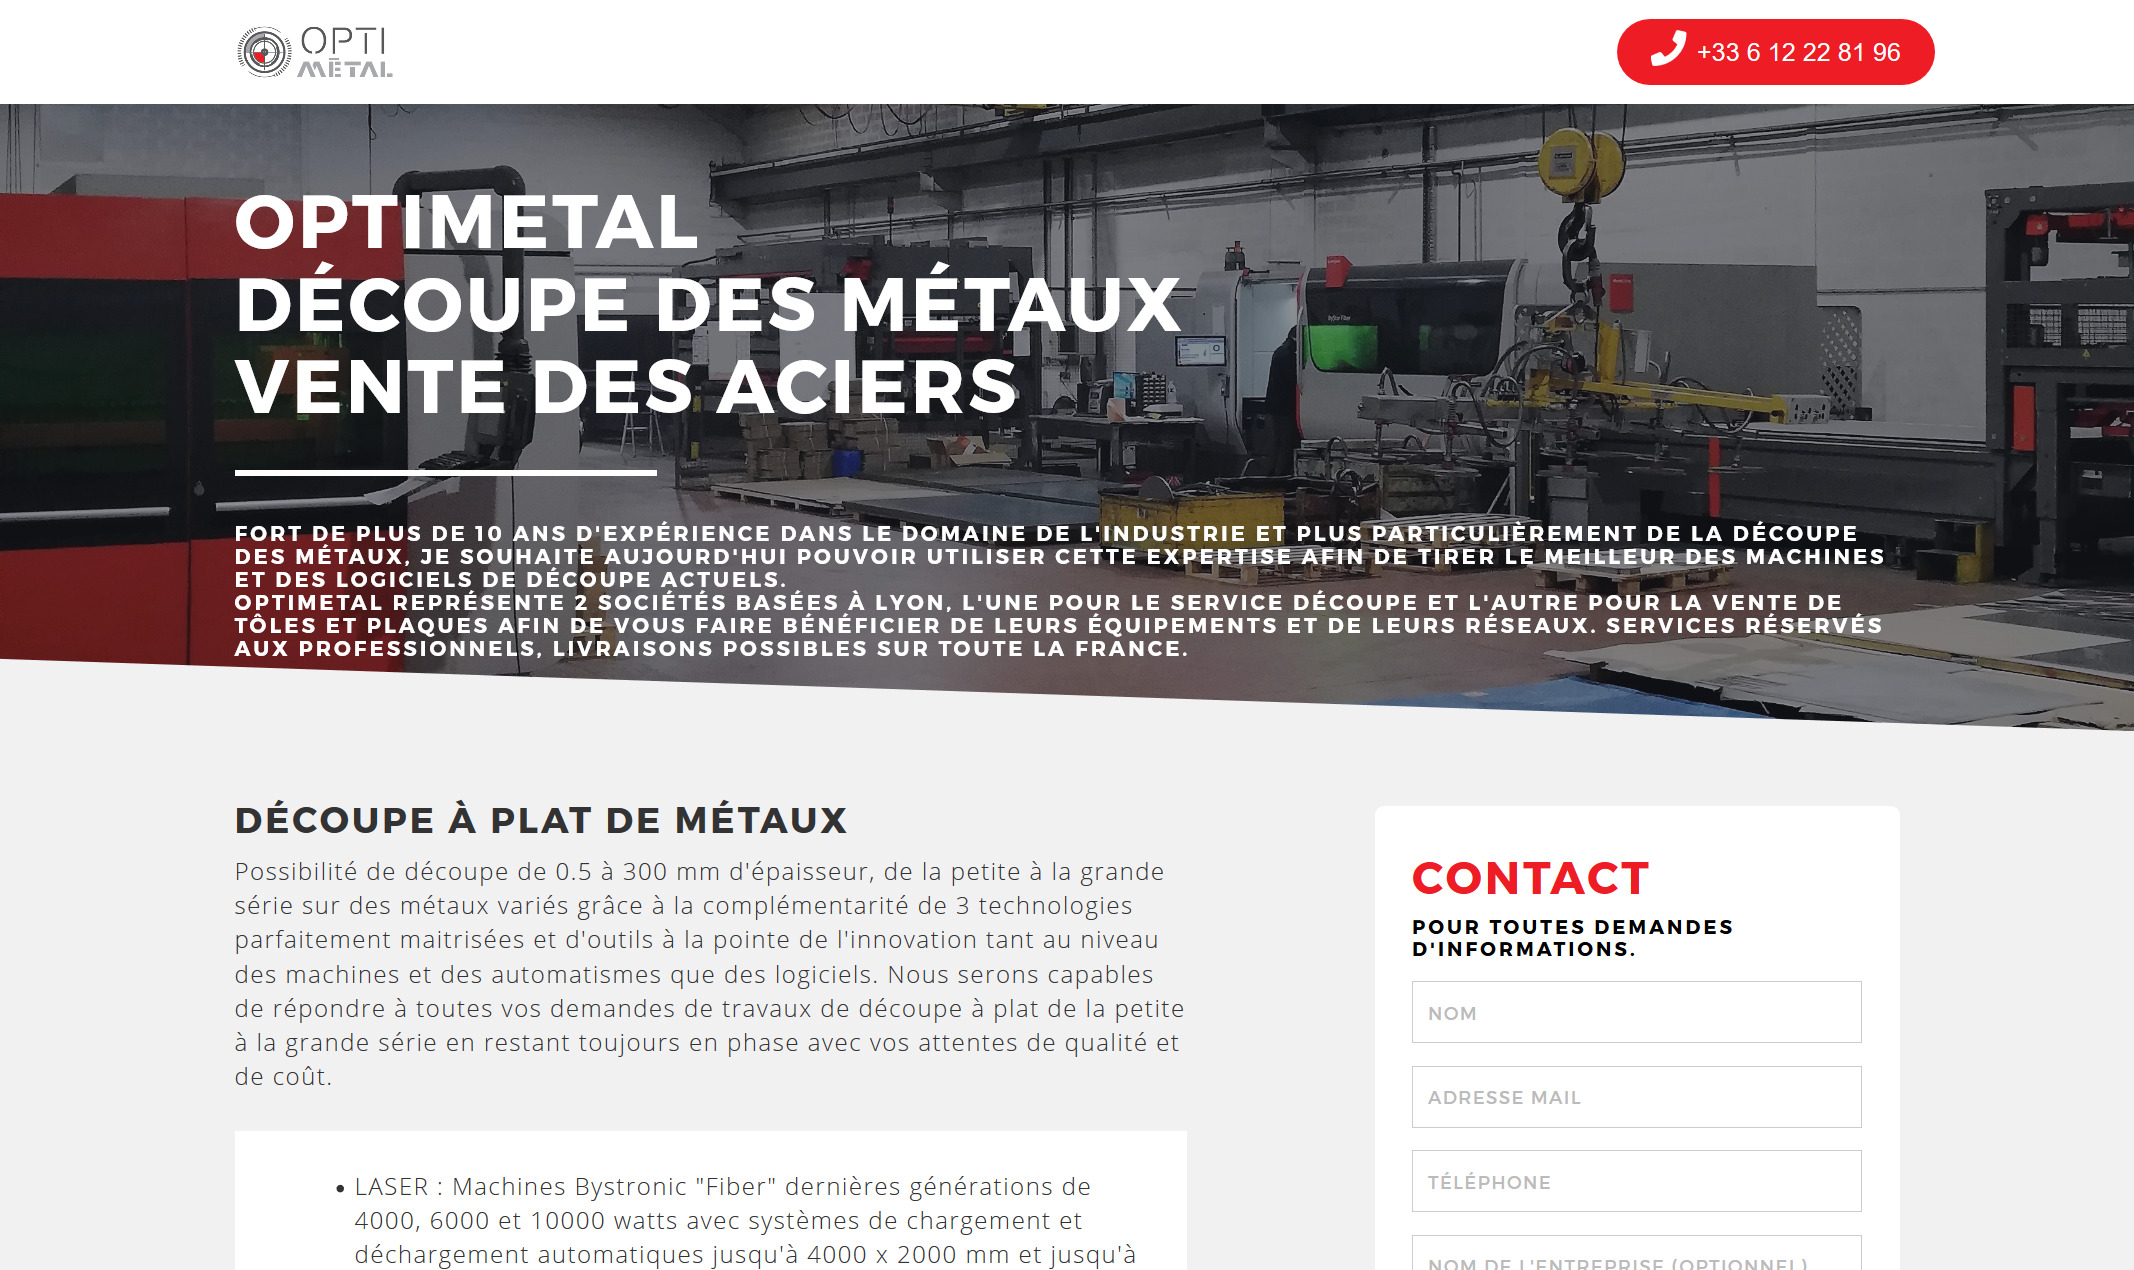 OPTI
MÉTAL
+33 6 12 22 81 96
OPTIMETAL
DÉCOUPE DES MÉTAUX
VENTE DES ACIERS
FORT DE PLUS DE 10 ANS D'EXPÉRIENCE DANS LE DOMAINE DE L'INDUSTRIE ET PLUS PARTICULIÈREMENT DE LA DÉCOUPE
DES MÉTAUX, JE SOUHAITE AUJOURD'HUI POUVOIR UTILISER CETTE EXPERTISE AFIN DE TIRER LE MEILLEUR DES MACHINES
ET DES LOGICIELS DE DÉCOUPE ACTUELS.
OPTIMETAL REPRÉSENTE 2 SOCIÉTÉS BASÉES À LYON, L'UNE POUR LE SERVICE DÉCOUPE ET L'AUTRE POUR LA VENTE DE
TÔLES ET PLAQUES AFIN DE VOUS FAIRE BÉNÉFICIER DE LEURS ÉQUIPEMENTS ET DE LEURS RÉSEAUX. SERVICES RÉSERVÉS
AUX PROFESSIONNELS, LIVRAISONS POSSIBLES SUR TOUTE LA FRANCE.
DÉCOUPE À PLAT DE MÉTAUX
Possibilité de découpe de 0.5 à 300 mm d'épaisseur, de la petite à la grande
série sur des métaux variés grâce à la complémentarité de 3 technologies
parfaitement maitrisées et d'outils à la pointe de l'innovation tant au niveau
des machines et des automatismes que des logiciels. Nous serons capables
de répondre à toutes vos demandes de travaux de découpe à plat de la petite
à la grande série en restant toujours en phase avec vos attentes de qualité et
de coût.
• LASER : Machines Bystronic "Fiber" dernières générations de
4000, 6000 et 10000 watts avec systèmes de chargement et
déchargement automatiques jusqu'à 4000 x 2000 mm et jusqu'à
CONTACT
POUR TOUTES DEMANDES
D'INFORMATIONS.
NOM
ADRESSE MAIL
TÉLÉPHONE
NOM DE L'ENTREPRISE (OPTIONNEL)